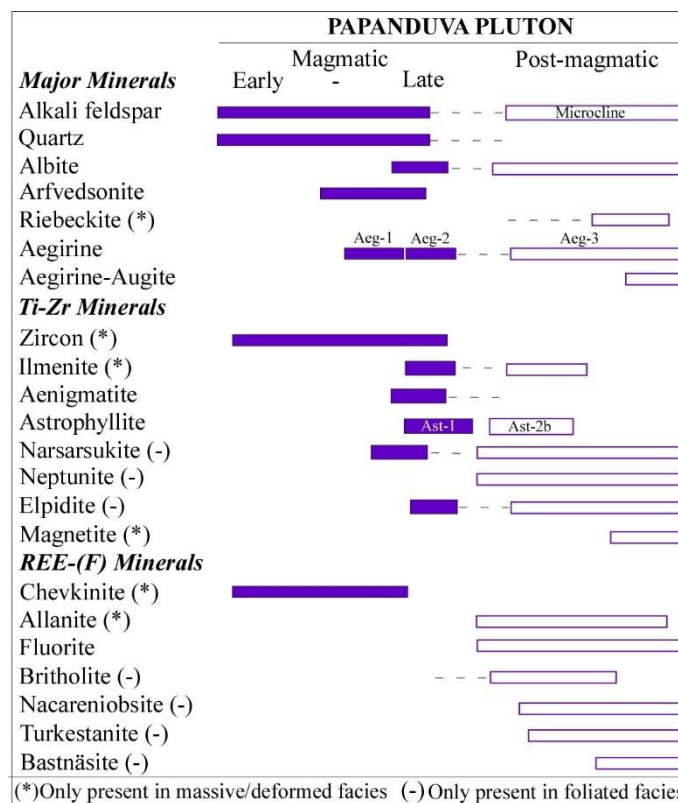 PAPANDUVA PLUTON
Magmatic Post-magmatic
Major Minerals
Early - Late
Alkali feldspar Microcline
Quartz
Albite
Arfvedsonite
Riebeckite (*)
Aegirine Aeg-1 Aeg-2 Aeg-3
Aegirine-Augite
Ti-Zr Minerals
Zircon (*)
Ilmenite (*)
Aenigmatite
Astrophyllite Ast-1 Ast-2b
Narsarsukite (-)
Neptunite (-)
Elpidite (-)
Magnetite (*)
REE-(F) Minerals
Chevkinite (*)
Allanite (*)
Fluorite
Britholite (-)
Nacareniobsite (-)
Turkestanite (-)
Bastnäsite (-)
(*)Only present in massive/deformed facies (-) Only present in foliated facies